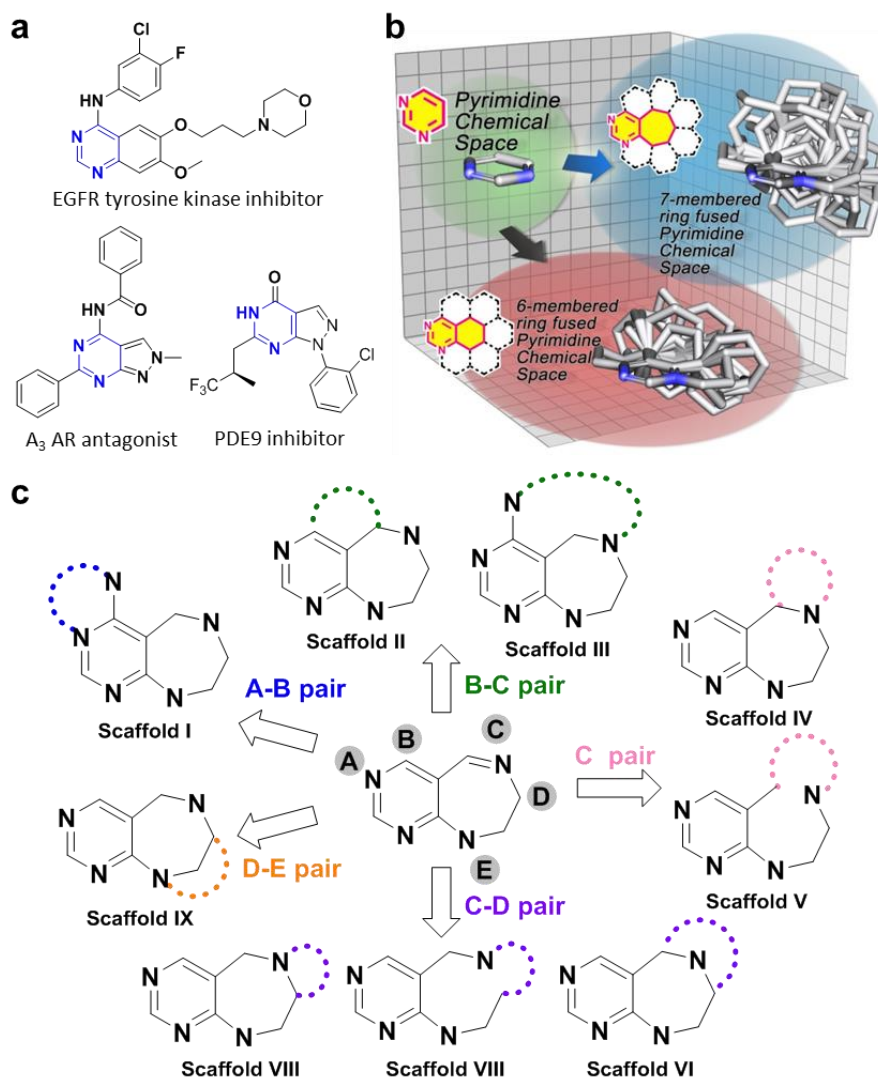 a
Cl
F
HN
N
N
O
N
O
O
EGFR tyrosine kinase inhibitor
O
HN
N
N
N
N
A₃ AR antagonist
O
HN
N
N
N
F₃C
Cl
PDE9 inhibitor
b
N
N
Pyrimidine
Chemical
Space
N
N
7-membered
ring fused
Pyrimidine
Chemical
Space
N
N
6-membered
ring fused
Pyrimidine
Chemical
Space
c
N
N
N
N
N
Scaffold I
N
N
N
N
Scaffold II
N
N
N
N
N
Scaffold III
N
N
N
N
Scaffold IV
A-B pair
B-C pair
C pair
A
B
C
D
E
N
N
N
N
N
N
N
N
Scaffold V
D-E pair
N
N
N
N
Scaffold IX
C-D pair
N
N
N
N
Scaffold VIII
N
N
N
N
Scaffold VIII
N
N
N
N
Scaffold VI